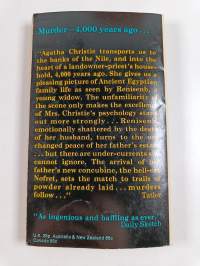 Murder—4,000 years ago . . .
"Agatha Christie transports us to
the banks of the Nile, and into the
heart of a landowner-priest's house-
hold, 4,000 years ago. She gives us a
pleasing picture of Ancient Egyptian
family life as seen by Renisenb, a
young widow. The unfamiliarity of
the scene only makes the excellence
of Mrs. Christie's psychology stand
out more strongly . . . Renisenb,
emotionally shattered by the death
of her husband, turns to the un-
changed peace of her father's estate
. . . but there are under-currents she
cannot ignore, The arrival of her
father's new concubine, the hell-cat
Nofret, sets the match to trails of
powder already laid . . . murders
follow . . ."
Tatler
"As ingenious and baffling as ever."
Daily Sketch
U.K. Australia & New Zealand
Canada